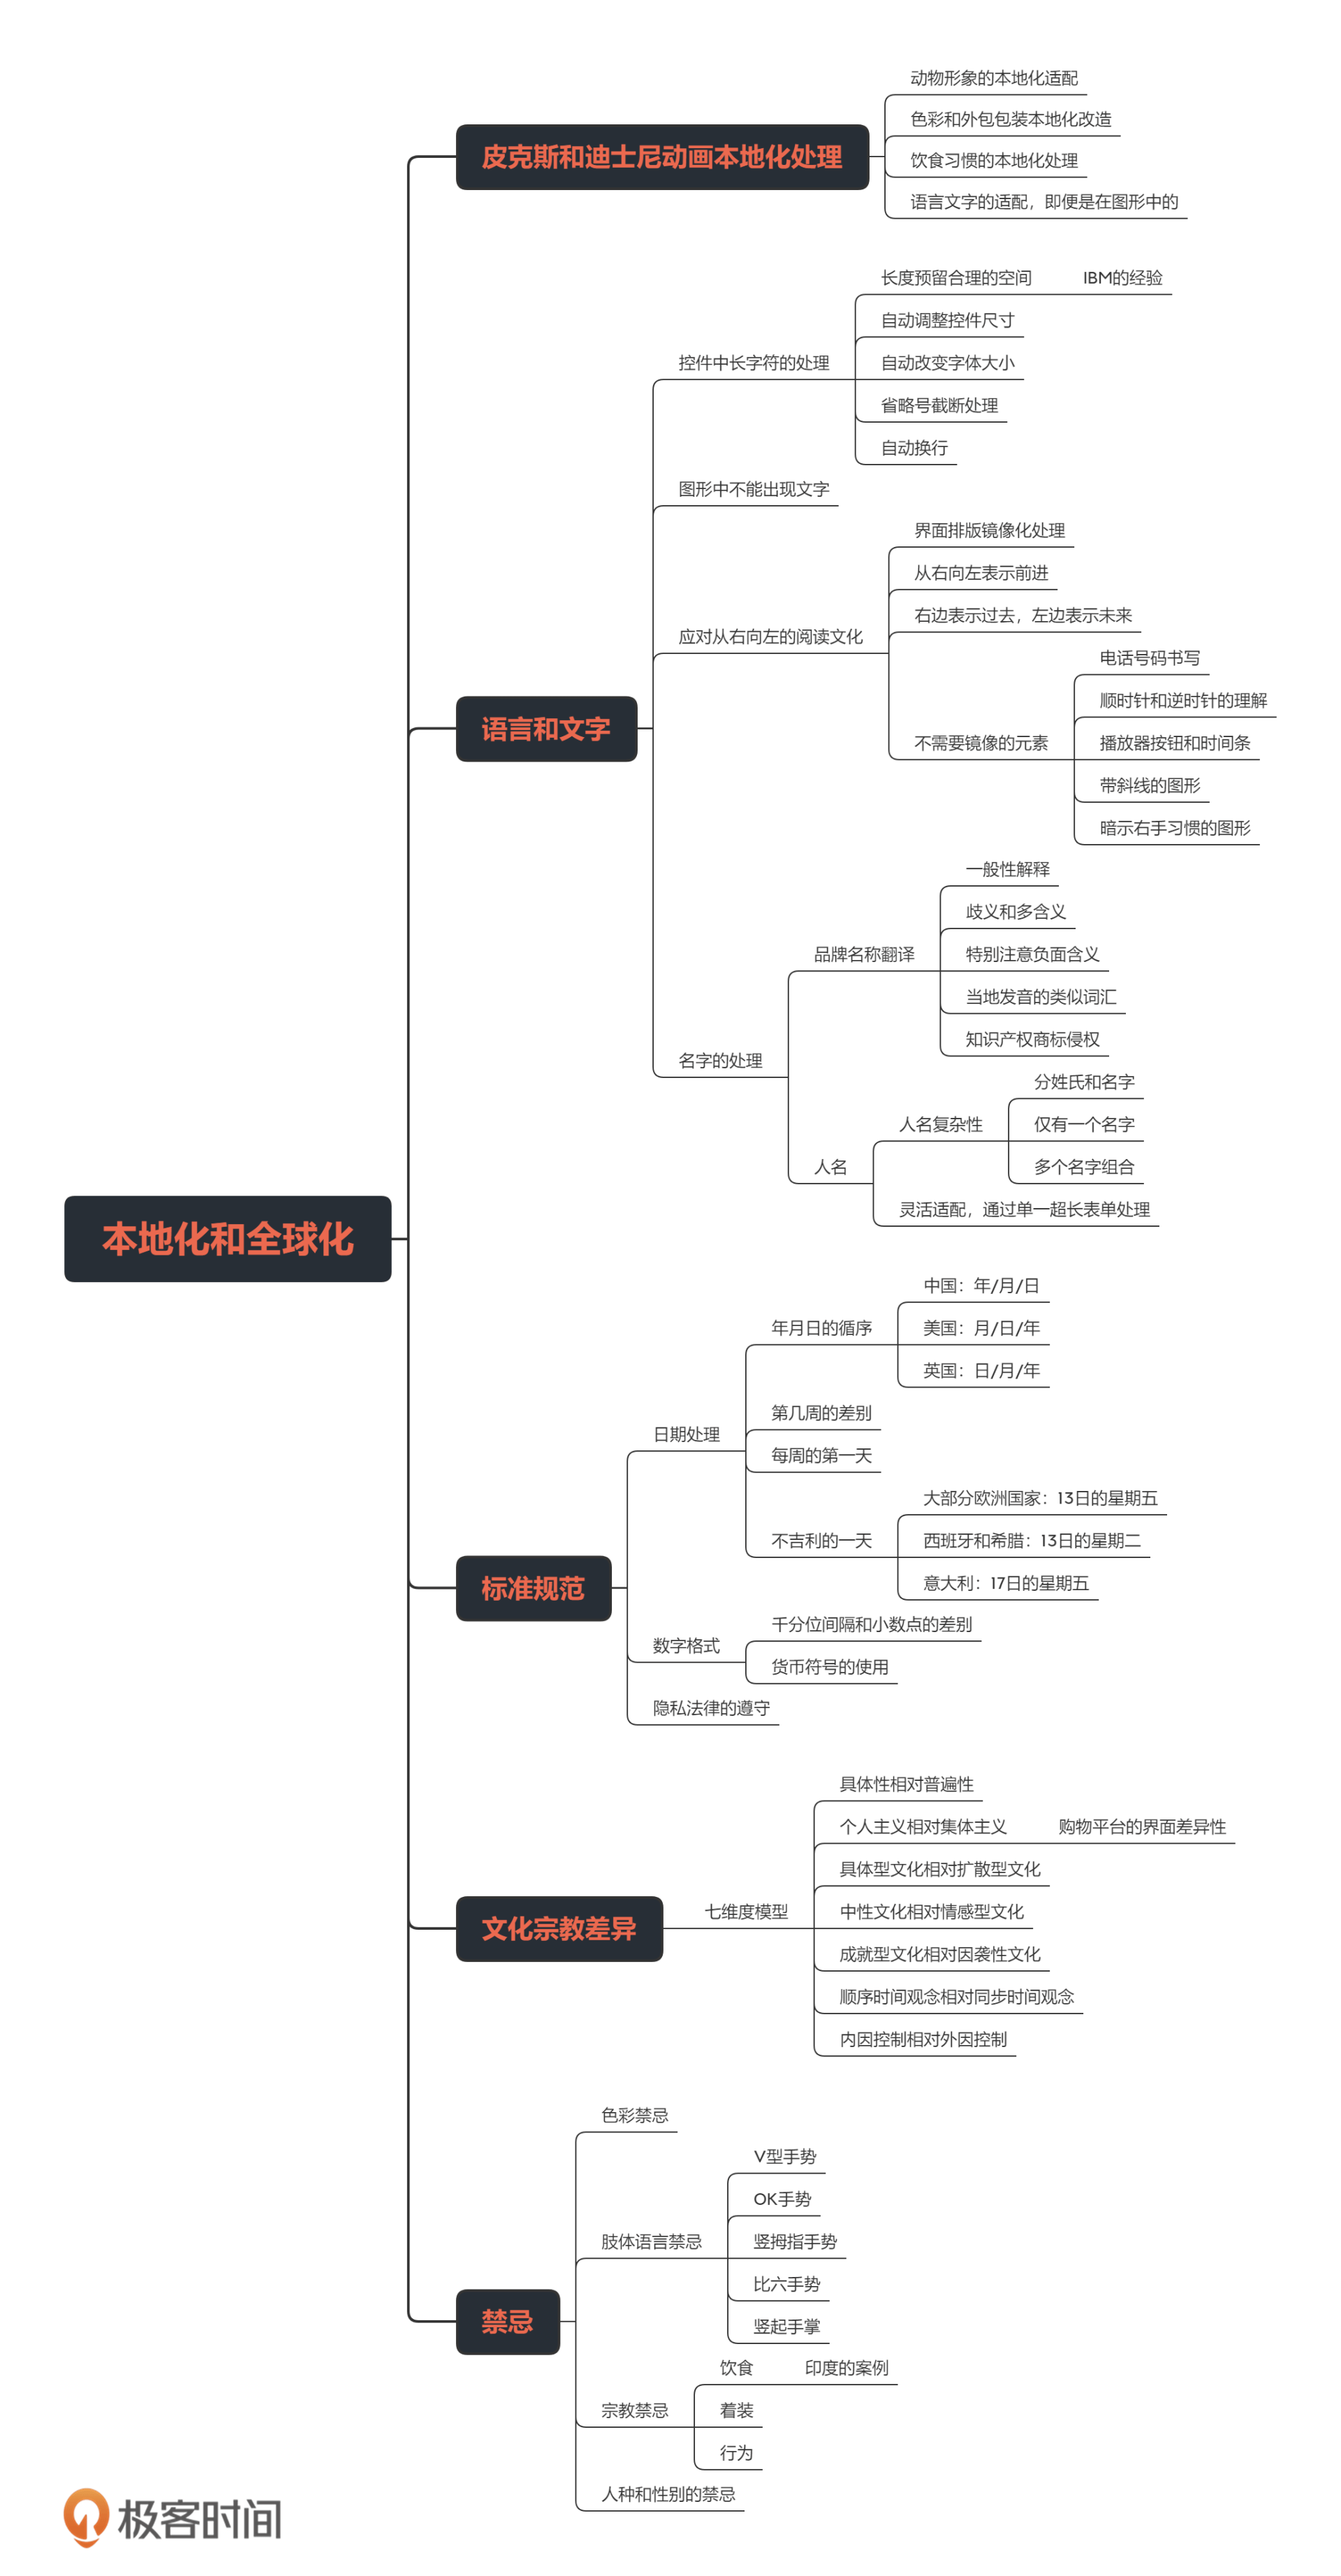 动物形象的本地化适配
色彩和外包包装本地化改造
皮克斯和迪士尼动画本地化处理
饮食习惯的本地化处理
语言文字的适配，即便是在图形中的
长度预留合理的空间 IBM的经验
自动调整控件尺寸
控件中长字符的处理
自动改变字体大小
省略号截断处理
自动换行
图形中不能出现文字
界面排版镜像化处理
从右向左表示前进
右边表示过去，左边表示未来
应对从右向左的阅读文化
电话号码书写
顺时针和逆时针的理解
语言和文字
不需要镜像的元素
播放器按钮和时间条
带斜线的图形
暗示右手习惯的图形
一般性解释
歧义和多含义
品牌名称翻译
特别注意负面含义
当地发音的类似词汇
知识产权商标侵权
名字的处理
分姓氏和名字
人名复杂性
仅有一个名字
人名
多个名字组合
灵活适配，通过单一超长表单处理
本地化和全球化
中国：年/月/日
年月日的循序
美国：月/日/年
英国：日/月/年
第几周的差别
日期处理
每周的第一天
大部分欧洲国家：13日的星期五
不吉利的一天
西班牙和希腊：13日的星期二
意大利：17日的星期五
标准规范
千分位间隔和小数点的差别
数字格式
货币符号的使用
隐私法律的遵守
具体性相对普遍性
个人主义相对集体主义 购物平台的界面差异性
具体型文化相对扩散型文化
七维度模型
中性文化相对情感型文化
文化宗教差异
成就型文化相对因袭性文化
顺序时间观念相对同步时间观念
内因控制相对外因控制
色彩禁忌
V型手势
OK手势
肢体语言禁忌
竖拇指手势
比六手势
禁忌
竖起手掌
饮食 印度的案例
宗教禁忌
着装
行为
人种和性别的禁忌
极客时间